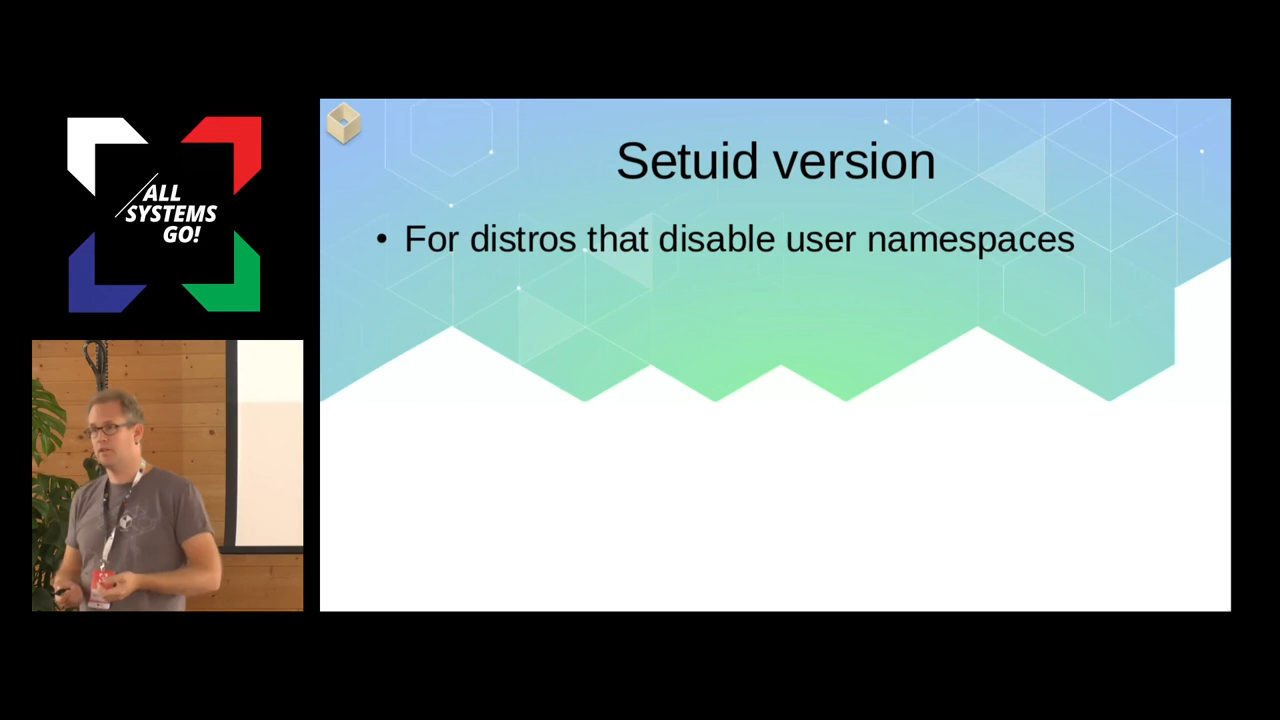 ALL
SYSTEMS
GO!
Setuid version
• For distros that disable user namespaces